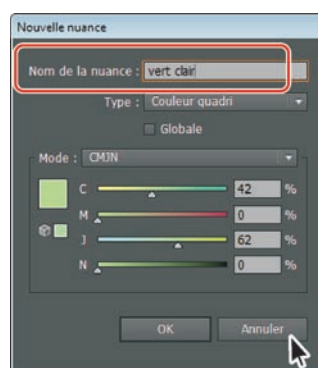 Nouvelle nuance
Nom de la nuance : vert clair
Type : Couleur quadri
Globale
Mode : CMJN
C 42 %
M 0 %
J 62 %
N 0 %
OK Annuler